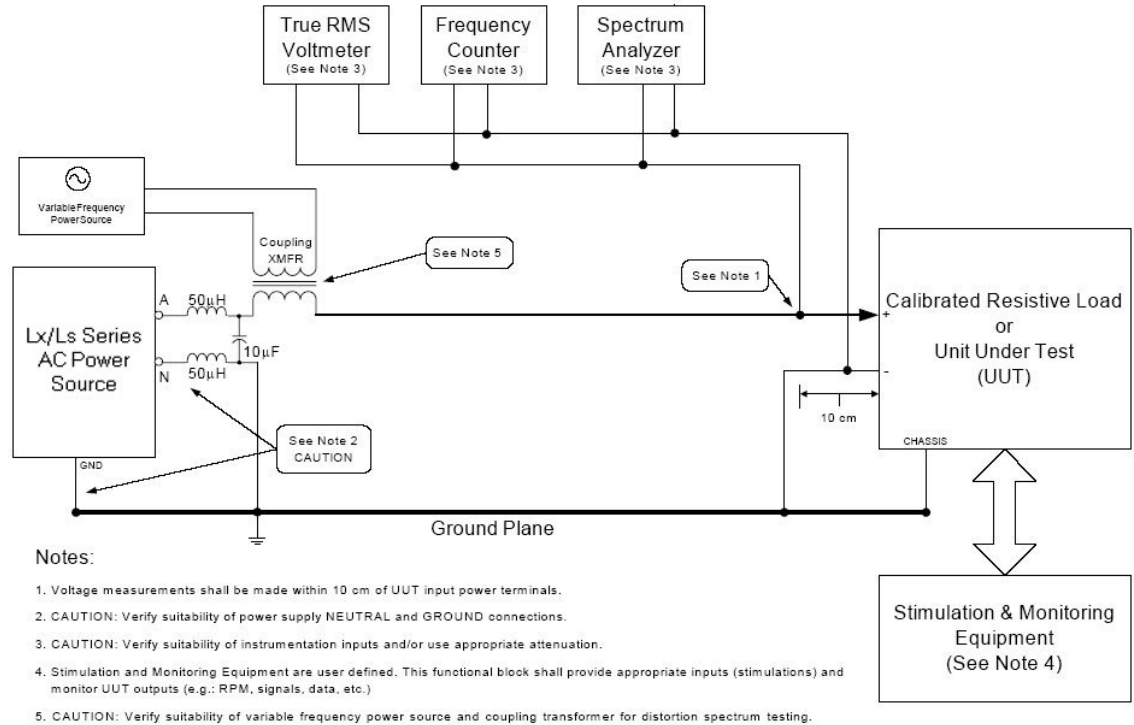 True RMS
Voltmeter
(See Note 3)
Frequency
Counter
(See Note 3)
Spectrum
Analyzer
(See Note 3)
Variable Frequency
Power Source
Coupling
XMFR
See Note 5
See Note 1
Lx/Ls Series
AC Power
Source
A
50µH
10µF
N
50µH
GND
See Note 2
CAUTION
+
Calibrated Resistive Load
or
Unit Under Test
(UUT)
-
10 cm
CHASSIS
Ground Plane
Stimulation & Monitoring
Equipment
(See Note 4)
Notes:
1. Voltage measurements shall be made within 10 cm of UUT input power terminals.
2. CAUTION: Verify suitability of power supply NEUTRAL and GROUND connections.
3. CAUTION: Verify suitability of instrumentation inputs and/or use appropriate attenuation.
4. Stimulation and Monitoring Equipment are user defined. This functional block shall provide appropriate inputs (stimulations) and
monitor UUT outputs (e.g.: RPM, signals, data, etc.)
5. CAUTION: Verify suitability of variable frequency power source and coupling transformer for distortion spectrum testing.